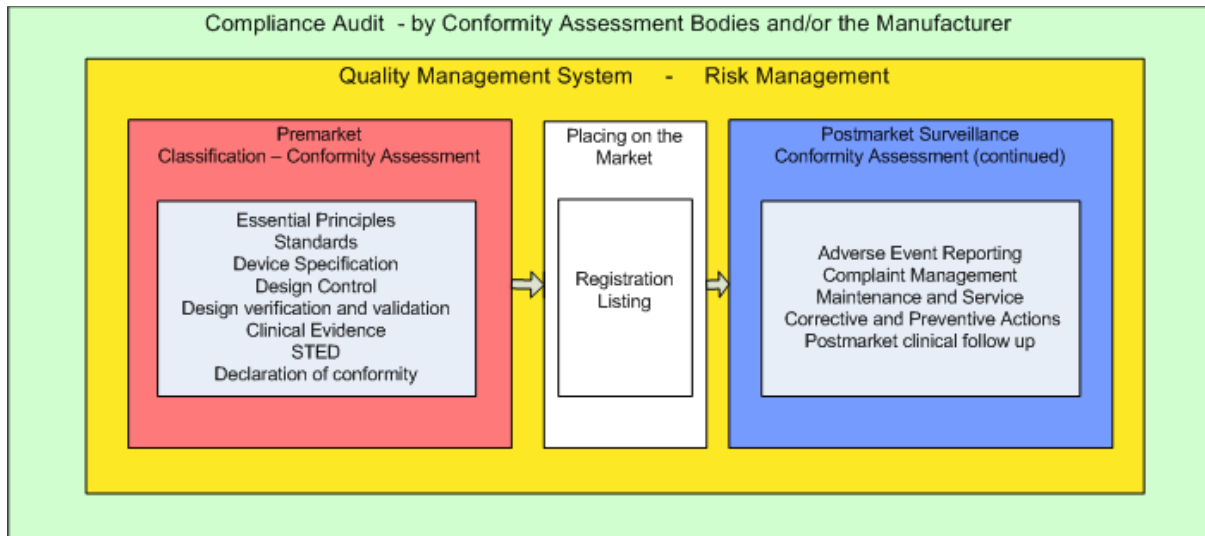 Compliance Audit - by Conformity Assessment Bodies and/or the Manufacturer
Quality Management System - Risk Management
Premarket
Classification – Conformity Assessment
Essential Principles
Standards
Device Specification
Design Control
Design verification and validation
Clinical Evidence
STED
Declaration of conformity
Placing on the
Market
Registration
Listing
Postmarket Surveillance
Conformity Assessment (continued)
Adverse Event Reporting
Complaint Management
Maintenance and Service
Corrective and Preventive Actions
Postmarket clinical follow up